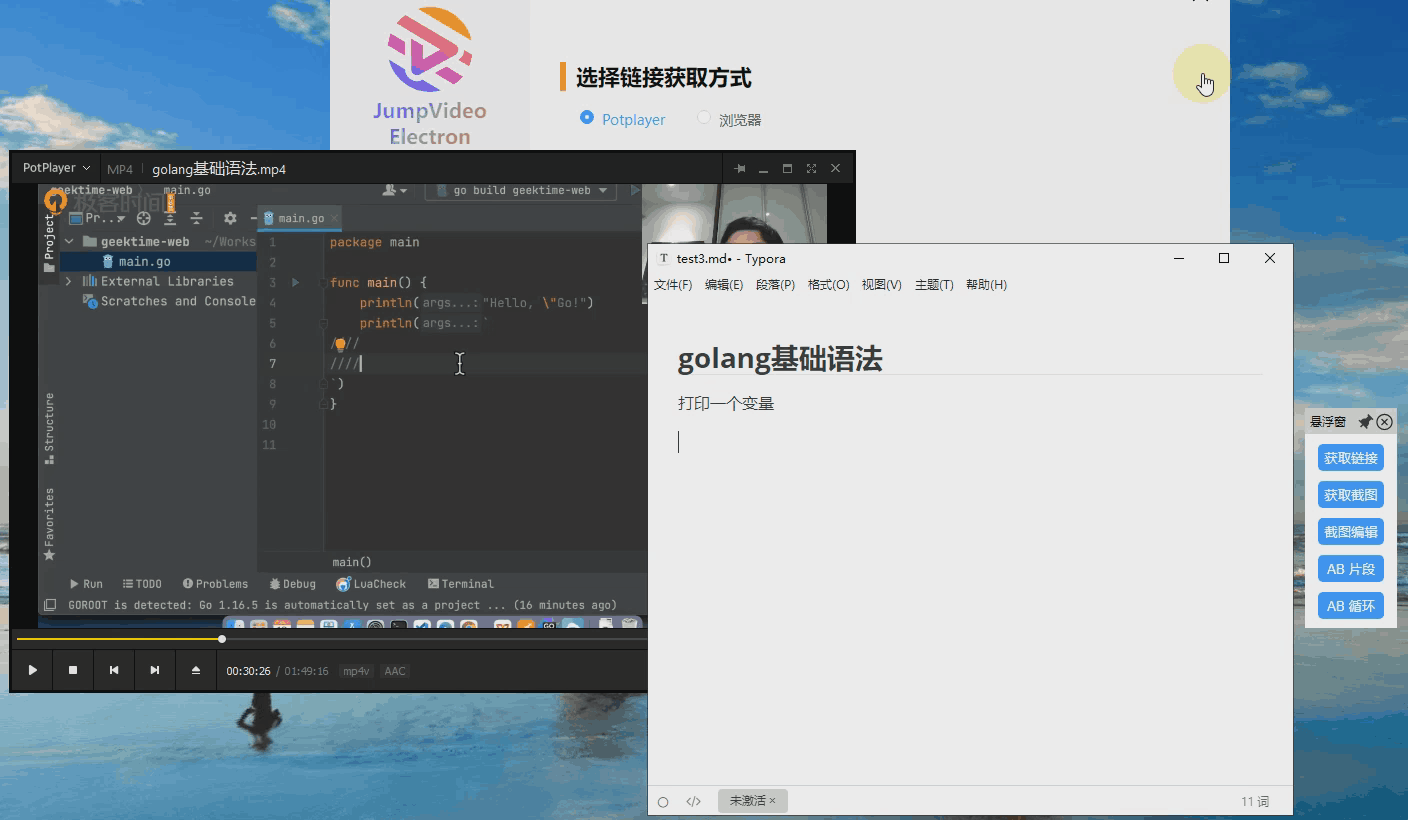 JumpVideo
Electron
选择链接获取方式
Potplayer
浏览器
PotPlayer
MP4
golang基础语法.mp4
geektime-web
main.go
go build geektime-web
极客时间
Project
Pr...
main.go
geektime-web ~/Works
main.go
External Libraries
Scratches and Console
1 package main
2
3 func main() {
4 println( args...: "Hello, \"Go!")
5 println( args...: `
6
7 ////
8 `)
9 }
10
11
main()
Structure
Favorites
Run
TODO
Problems
Debug
LuaCheck
Terminal
GOROOT is detected: Go 1.16.5 is automatically set as a project ... (16 minutes ago)
00:30:26 / 01:49:16 mp4v AAC
test3.md• - Typora
文件(F) 编辑(E) 段落(P) 格式(O) 视图(V) 主题(T) 帮助(H)
golang基础语法
打印一个变量
</>
未激活 ×
11 词
悬浮窗
获取链接
获取截图
截图编辑
AB 片段
AB 循环